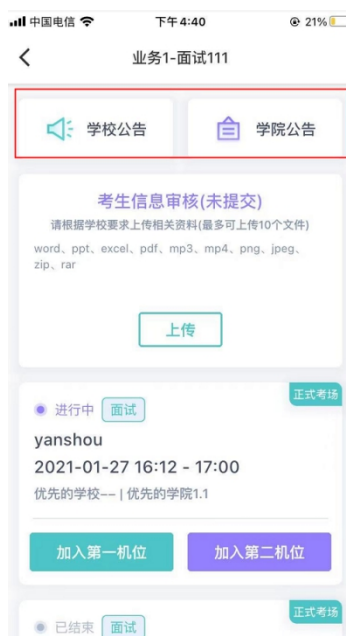 中国电信 下午4:40 21%
业务1-面试111
学校公告 学院公告
考生信息审核(未提交)
请根据学校要求上传相关资料(最多可上传10个文件)
word、ppt、excel、pdf、mp3、mp4、png、jpeg、
zip、rar
上传
正式考场
进行中 面试
yanshou
2021-01-27 16:12 - 17:00
优先的学校-- | 优先的学院1.1
加入第一机位 加入第二机位
正式考场
已结束 面试